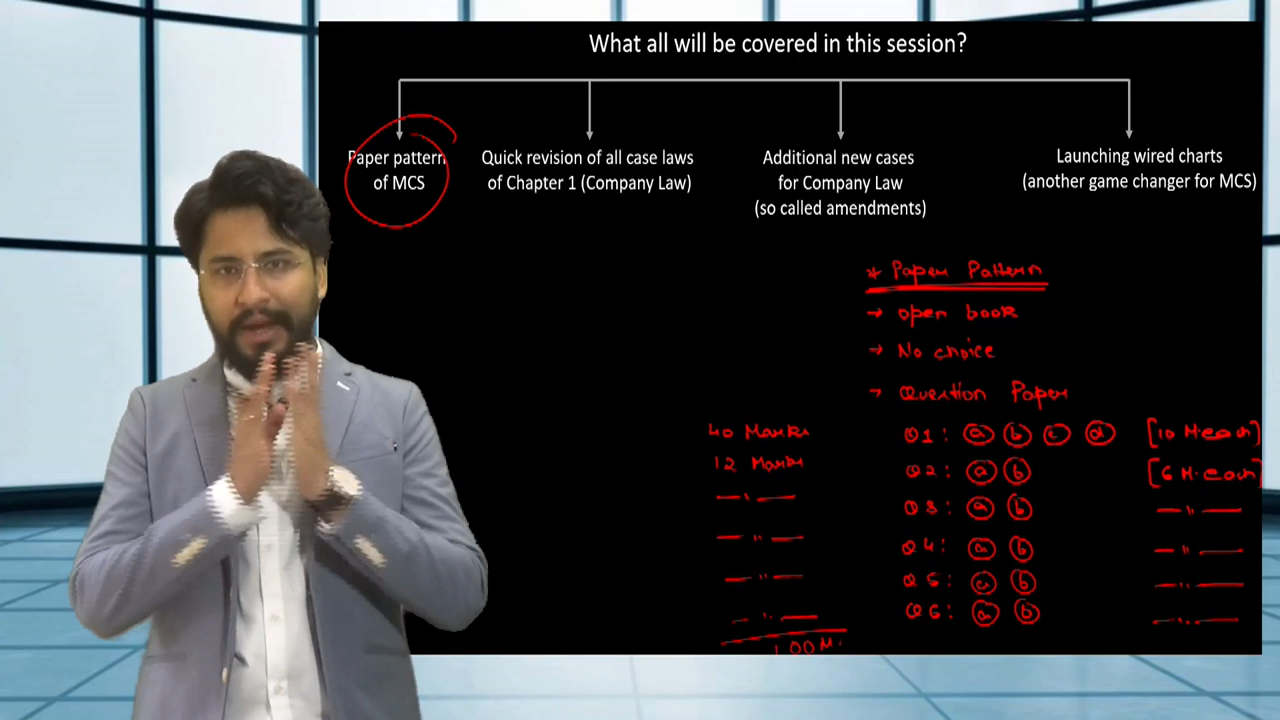 What all will be covered in this session?
Paper pattern
of MCS
Quick revision of all case laws
of Chapter 1 (Company Law)
Additional new cases
for Company Law
(so called amendments)
Launching wired charts
(another game changer for MCS)
* Paper Pattern
→ open book
→ No choice
→ Question Paper
40 Marks Q1: a b c d [10 M. each]
12 Marks Q2: a b [6 M. each]
—"— Q3: a b —"—
—"— Q4: a b —"—
—"— Q5: a b —"—
—"— Q6: a b —"—
100 M.